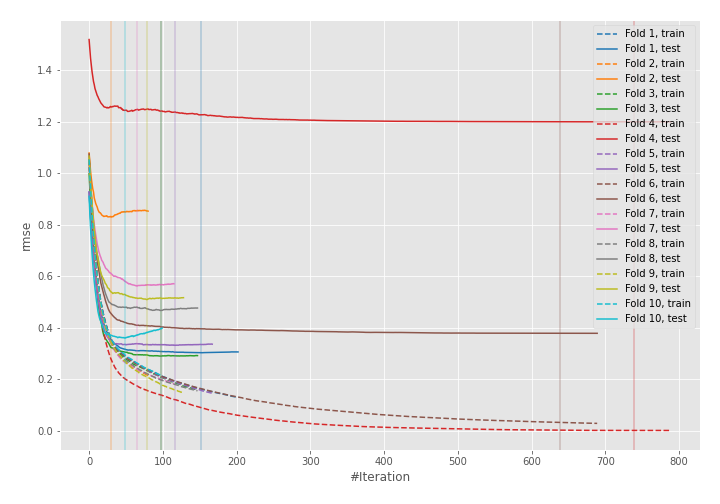 Fold 1, train
Fold 1, test
Fold 2, train
Fold 2, test
Fold 3, train
Fold 3, test
Fold 4, train
Fold 4, test
Fold 5, train
Fold 5, test
Fold 6, train
Fold 6, test
Fold 7, train
Fold 7, test
Fold 8, train
Fold 8, test
Fold 9, train
Fold 9, test
Fold 10, train
Fold 10, test
1.4
1.2
1.0
0.8
0.6
0.4
0.2
0.0
rmse
0 100 200 300 400 500 600 700 800
#Iteration